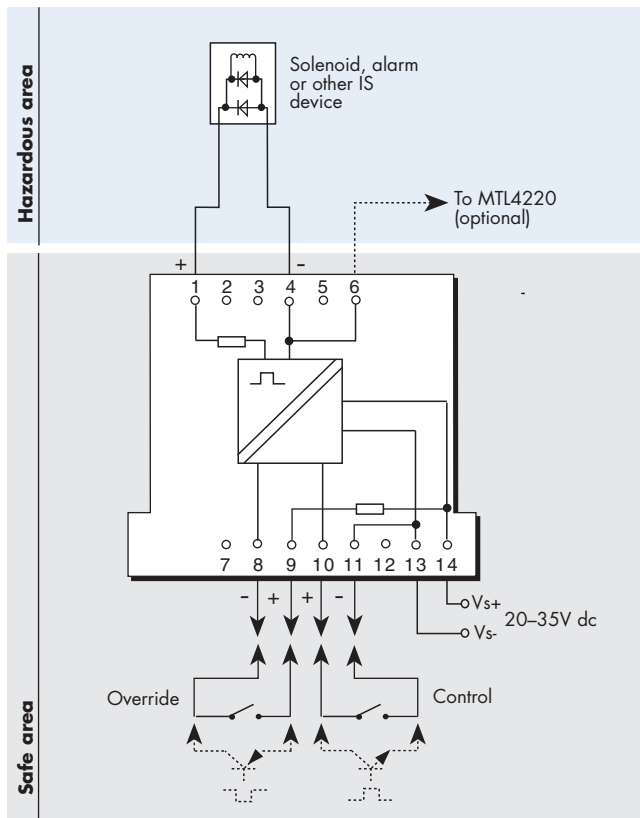 Hazardous area
Solenoid, alarm
or other IS
device
To MTL4220
(optional)
+ -
1 2 3 4 5 6
7 8 9 10 11 12 13 14
- + + -
Vs+
20–35V dc
Vs-
Override
Control
Safe area